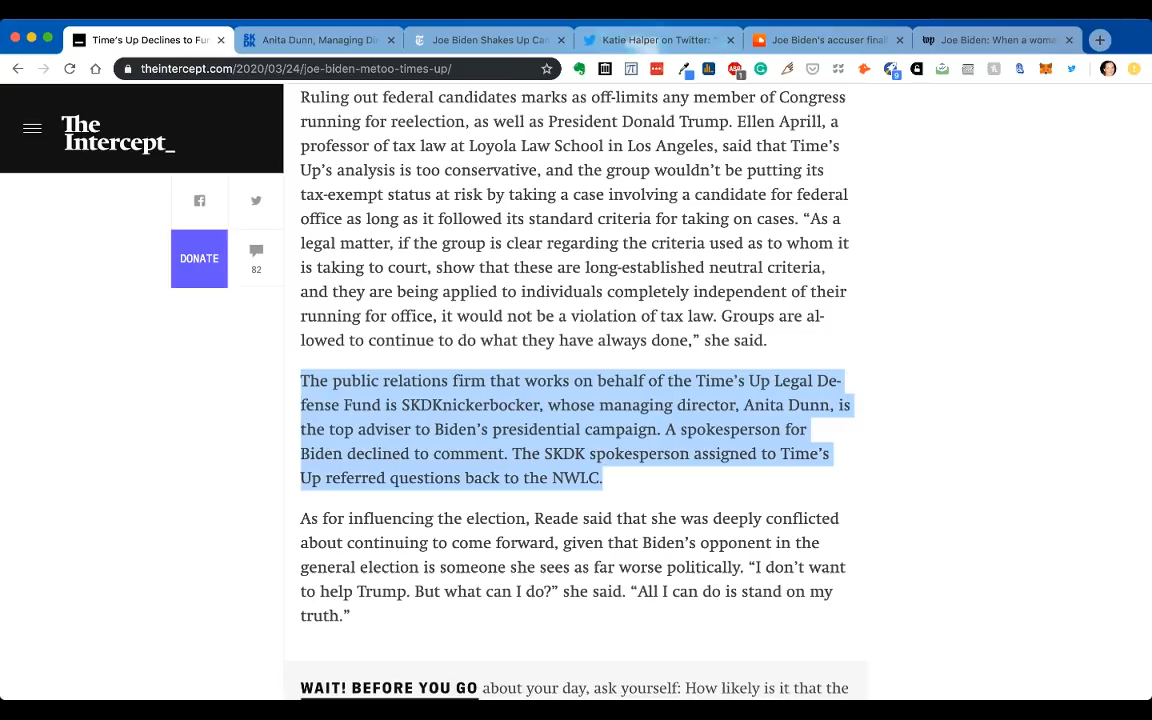 Time's Up Declines to Fu
Anita Dunn, Managing Di
Joe Biden Shakes Up Ca
Katie Halper on Twitter: "
Joe Biden's accuser final
Joe Biden: When a woma
theintercept.com/2020/03/24/joe-biden-metoo-times-up/
The
Intercept_
DONATE
82
Ruling out federal candidates marks as off-limits any member of Congress
running for reelection, as well as President Donald Trump. Ellen Aprill, a
professor of tax law at Loyola Law School in Los Angeles, said that Time's
Up's analysis is too conservative, and the group wouldn't be putting its
tax-exempt status at risk by taking a case involving a candidate for federal
office as long as it followed its standard criteria for taking on cases. “As a
legal matter, if the group is clear regarding the criteria used as to whom it
is taking to court, show that these are long-established neutral criteria,
and they are being applied to individuals completely independent of their
running for office, it would not be a violation of tax law. Groups are al-
lowed to continue to do what they have always done,” she said.
The public relations firm that works on behalf of the Time's Up Legal De-
fense Fund is SKDKnickerbocker, whose managing director, Anita Dunn, is
the top adviser to Biden's presidential campaign. A spokesperson for
Biden declined to comment. The SKDK spokesperson assigned to Time's
Up referred questions back to the NWLC.
As for influencing the election, Reade said that she was deeply conflicted
about continuing to come forward, given that Biden's opponent in the
general election is someone she sees as far worse politically. “I don't want
to help Trump. But what can I do?” she said. “All I can do is stand on my
truth.”
WAIT! BEFORE YOU GO about your day, ask yourself: How likely is it that the